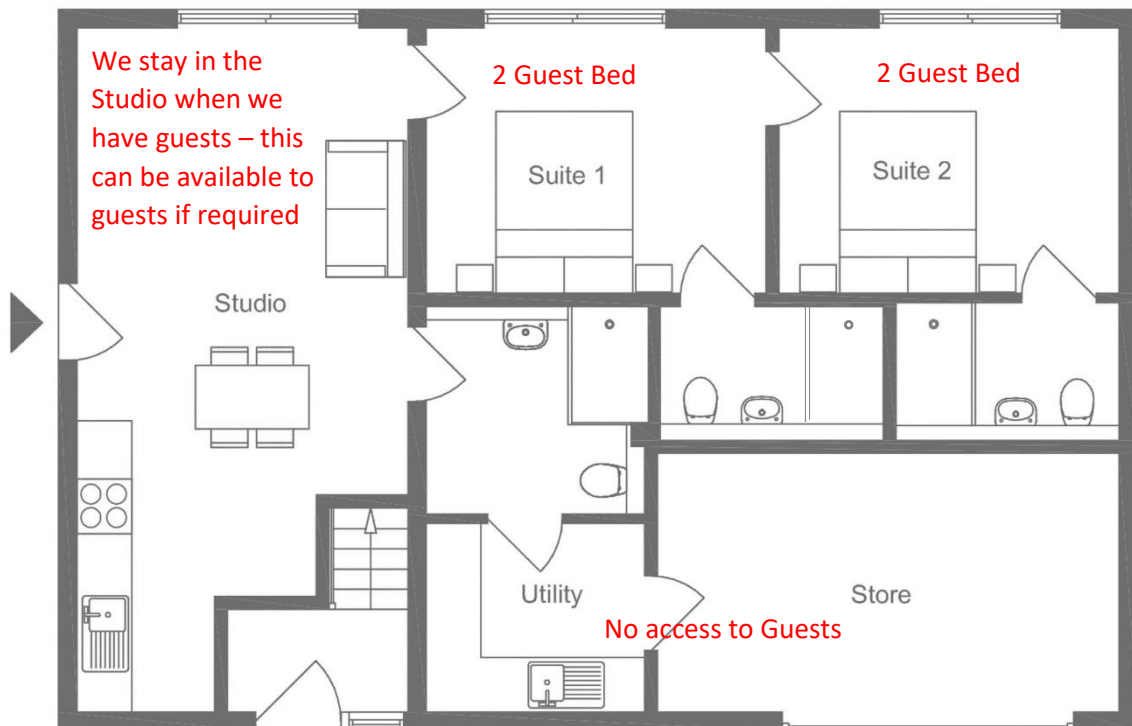 We stay in the
Studio when we
have guests – this
can be available to
guests if required
2 Guest Bed
2 Guest Bed
Suite 1
Suite 2
Studio
Utility
Store
No access to Guests